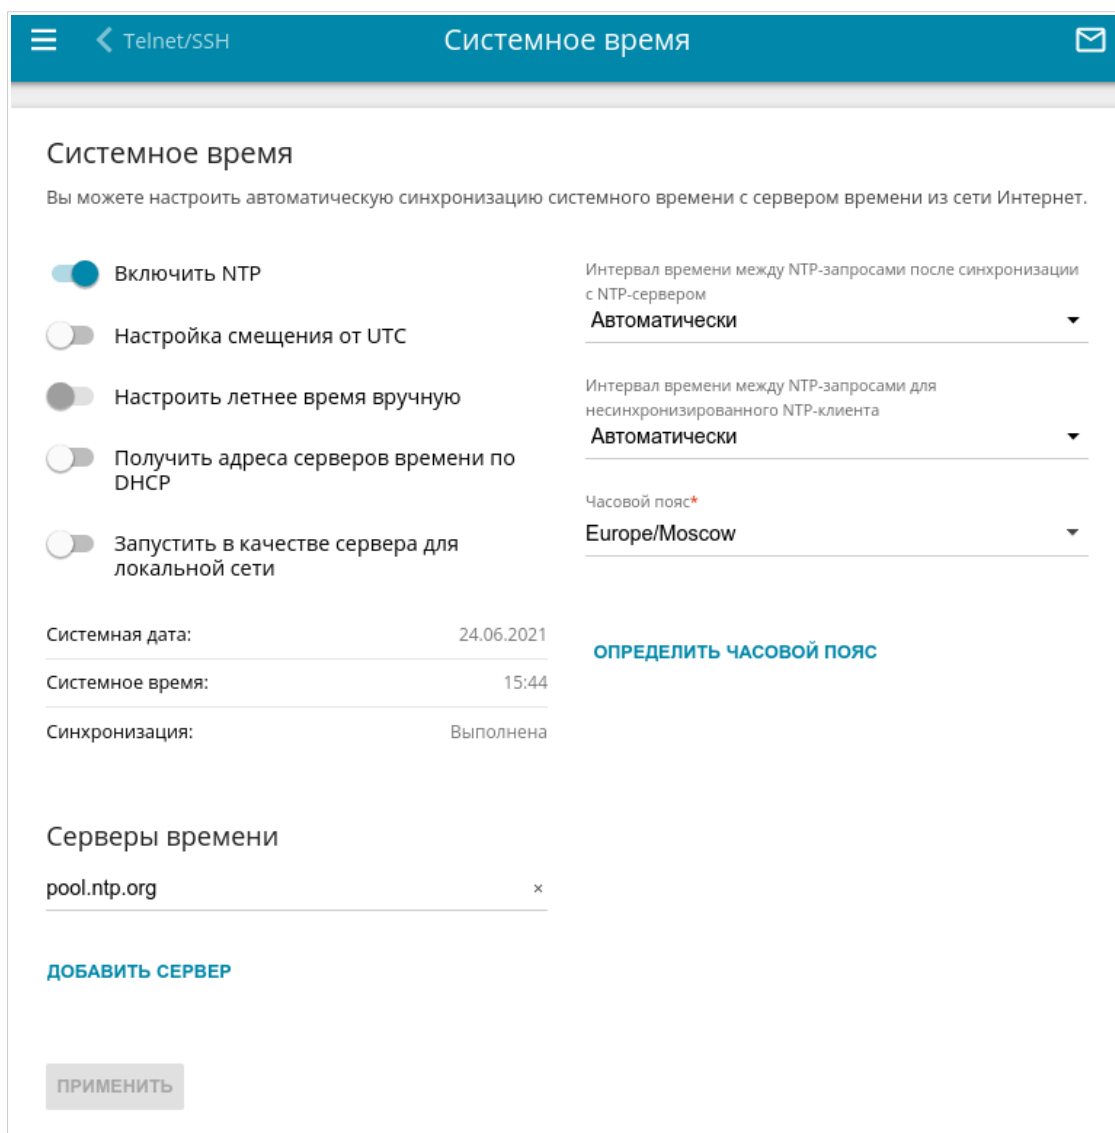 Telnet/SSH
Системное время
Системное время
Вы можете настроить автоматическую синхронизацию системного времени с сервером времени из сети Интернет.
Включить NTP
Настройка смещения от UTC
Настроить летнее время вручную
Получить адреса серверов времени по
DHCP
Запустить в качестве сервера для
локальной сети
Системная дата: 24.06.2021
Системное время: 15:44
Синхронизация: Выполнена
Интервал времени между NTP-запросами после синхронизации
с NTP-сервером
Автоматически
Интервал времени между NTP-запросами для
несинхронизированного NTP-клиента
Автоматически
Часовой пояс*
Europe/Moscow
ОПРЕДЕЛИТЬ ЧАСОВОЙ ПОЯС
Серверы времени
pool.ntp.org ×
ДОБАВИТЬ СЕРВЕР
ПРИМЕНИТЬ